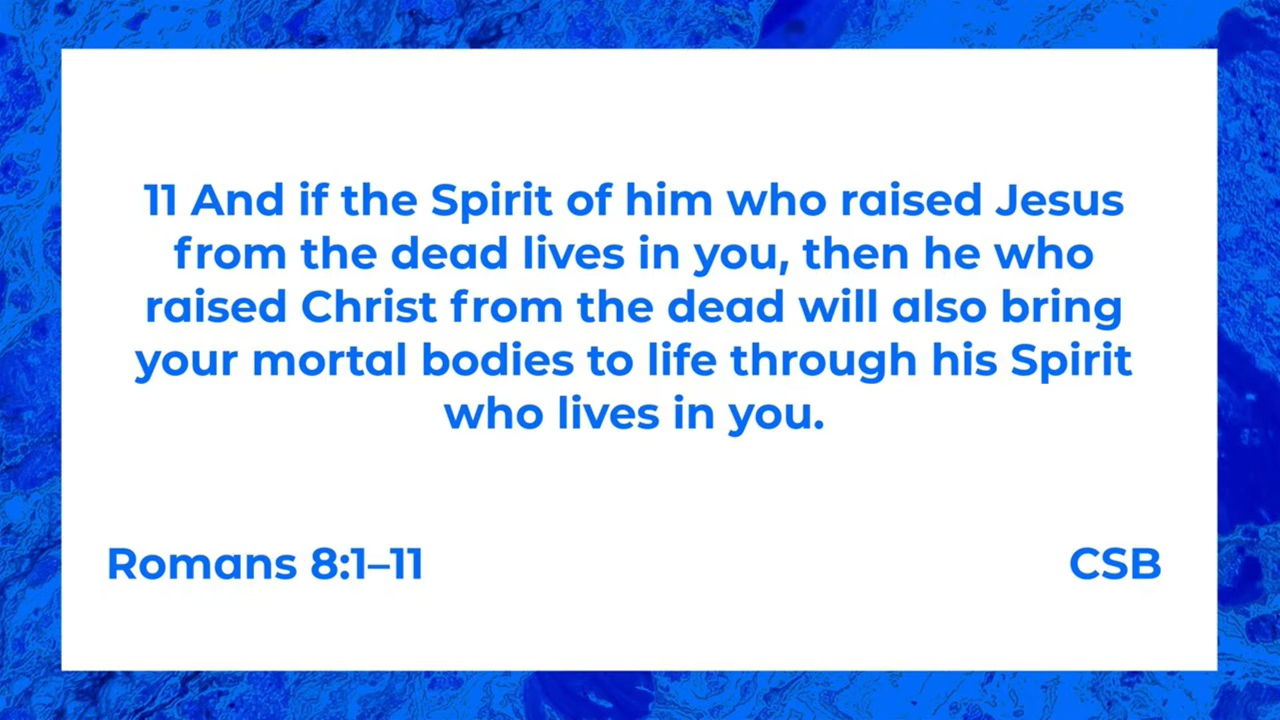 11 And if the Spirit of him who raised Jesus
from the dead lives in you, then he who
raised Christ from the dead will also bring
your mortal bodies to life through his Spirit
who lives in you.
Romans 8:1–11
CSB